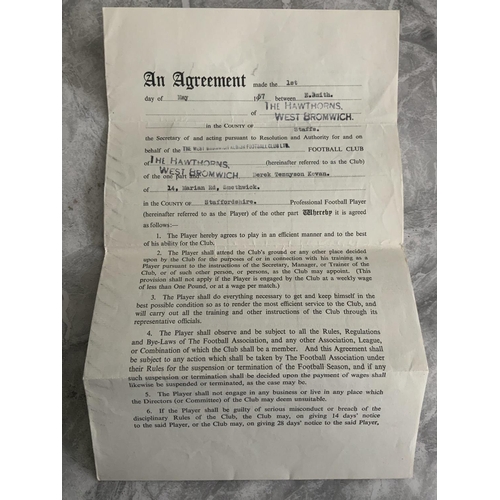 An Agreement made the 1st
day of May 1957 between E.Smith.
of THE HAWTHORNS,
WEST BROMWICH.
in the COUNTY OF Staffs.
the Secretary of and acting pursuant to Resolution and Authority for and on
behalf of the THE WEST BROMWICH ALBION FOOTBALL CLUB LTD. FOOTBALL CLUB
of THE HAWTHORNS, (hereinafter referred to as the Club)
WEST BROMWICH.
of the one part and Derek Tennyson Kevan.
of 14, Marian Rd, Smethwick.
in the COUNTY OF Staffordshire. Professional Football Player
(hereinafter referred to as the Player) of the other part Whereby it is agreed
as follows:—
1. The Player hereby agrees to play in an efficient manner and to the best
of his ability for the Club.
2. The Player shall attend the Club's ground or any other place decided
upon by the Club for the purposes of or in connection with his training as a
Player pursuant to the instructions of the Secretary, Manager, or Trainer of the
Club, or of such other person, or persons, as the Club may appoint. (This
provision shall not apply if the Player is engaged by the Club at a weekly wage
of less than One Pound, or at a wage per match.)
3. The Player shall do everything necessary to get and keep himself in the
best possible condition so as to render the most efficient service to the Club, and
will carry out all the training and other instructions of the Club through its
representative officials.
4. The Player shall observe and be subject to all the Rules, Regulations
and Bye-Laws of The Football Association, and any other Association, League,
or Combination of which the Club shall be a member. And this Agreement shall
be subject to any action which shall be taken by The Football Association under
their Rules for the suspension or termination of the Football Season, and if any
such suspension or termination shall be decided upon the payment of wages shall
likewise be suspended or terminated, as the case may be.
5. The Player shall not engage in any business or live in any place which
the Directors (or Committee) of the Club may deem unsuitable.
6. If the Player shall be guilty of serious misconduct or breach of the
disciplinary Rules of the Club, the Club may, on giving 14 days' notice
to the said Player, or the Club may, on giving 28 days' notice to the said Player,